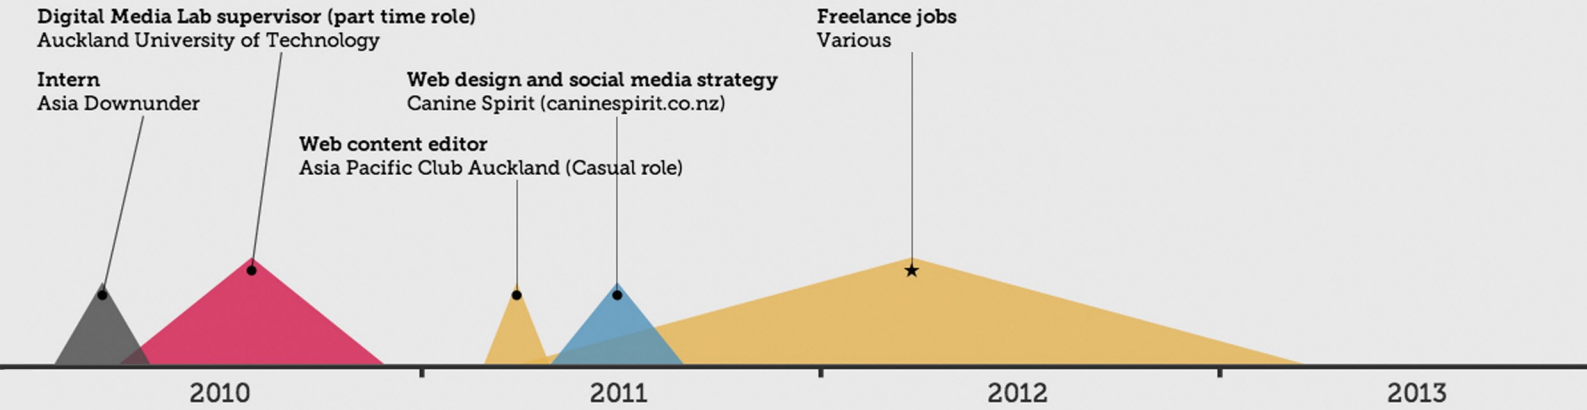 Digital Media Lab supervisor (part time role)
Auckland University of Technology
Freelance jobs
Various
Intern
Asia Downunder
Web design and social media strategy
Canine Spirit (caninespirit.co.nz)
Web content editor
Asia Pacific Club Auckland (Casual role)
2010
2011
2012
2013